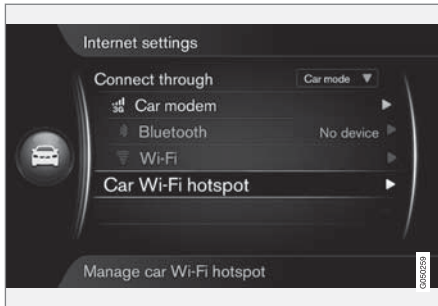 Internet settings
Connect through Car mode
3G Car modem
Bluetooth No device
Wi-Fi
Car Wi-Fi hotspot
Manage car Wi-Fi hotspot
G050259